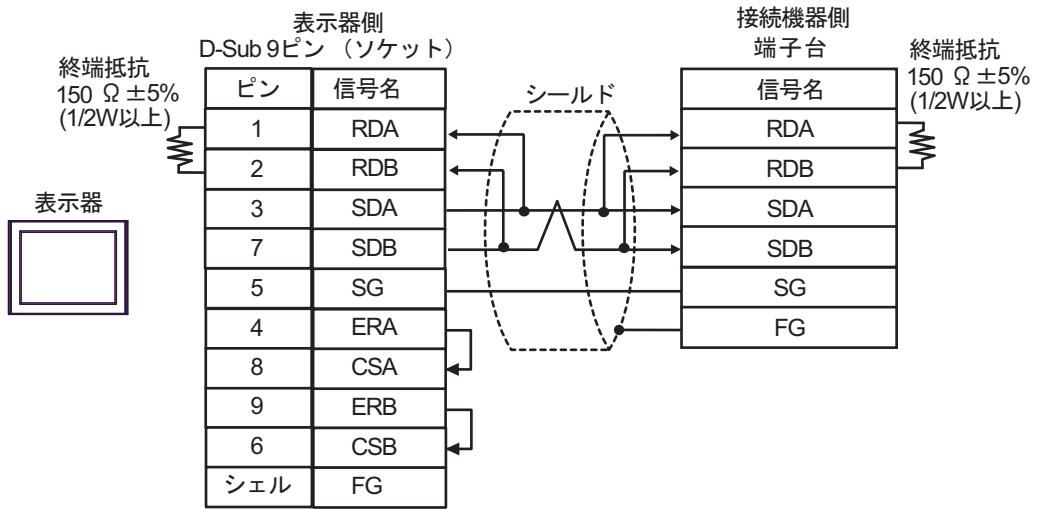 表示器側
D-Sub 9ピン （ソケット）
終端抵抗
150 Ω ±5%
(1/2W以上)
ピン 信号名
1 RDA
2 RDB
3 SDA
7 SDB
5 SG
4 ERA
8 CSA
9 ERB
6 CSB
シェル FG
表示器
シールド
接続機器側
端子台
信号名
RDA
RDB
SDA
SDB
SG
FG
終端抵抗
150 Ω ±5%
(1/2W以上)